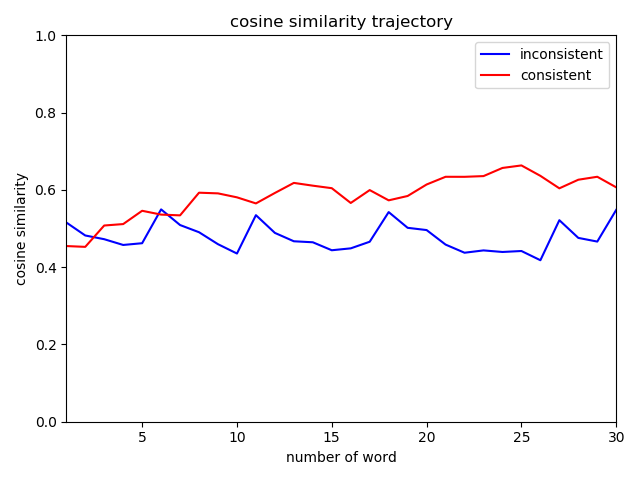 cosine similarity trajectory
1.0
0.8
0.6
0.4
0.2
0.0
cosine similarity
inconsistent
consistent
5
10
15
20
25
30
number of word